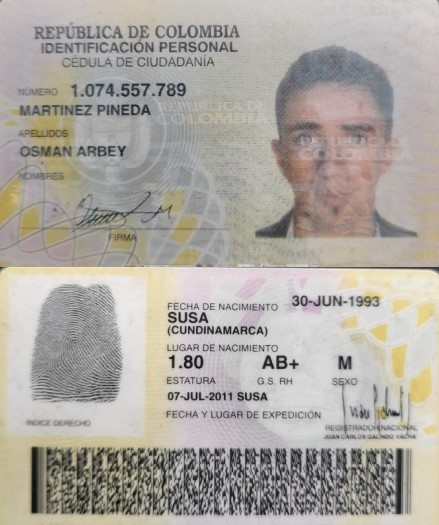 REPÚBLICA DE COLOMBIA
IDENTIFICACIÓN PERSONAL
CÉDULA DE CIUDADANÍA
NÚMERO 1.074.557.789
MARTINEZ PINEDA
APELLIDOS
OSMAN ARBEY
NOMBRES
FIRMA
REPÚBLICA DE
COLOMBIA
COLOMBIA
FECHA DE NACIMIENTO 30-JUN-1993
SUSA
(CUNDINAMARCA)
LUGAR DE NACIMIENTO
1.80 AB+ M
ESTATURA G.S. RH SEXO
07-JUL-2011 SUSA
FECHA Y LUGAR DE EXPEDICIÓN
INDICE DERECHO
REGISTRADOR NACIONAL
JUAN CARLOS GALINDO VACHA